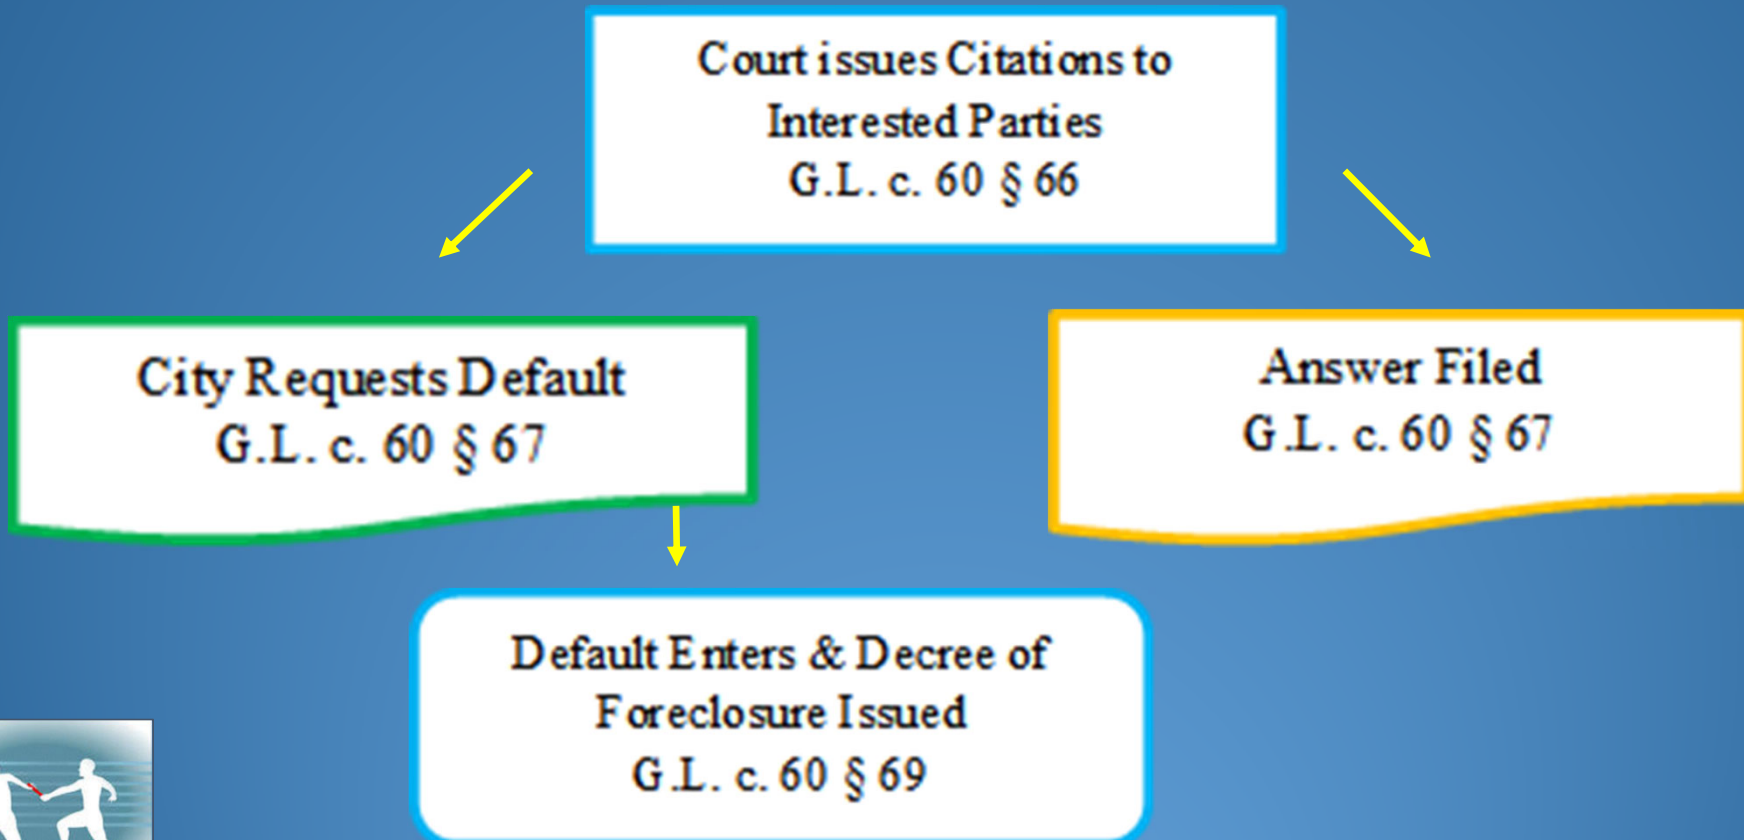 Court issues Citations to
Interested Parties
G.L. c. 60 § 66
City Requests Default
G.L. c. 60 § 67
Answer Filed
G.L. c. 60 § 67
Default Enters & Decree of
Foreclosure Issued
G.L. c. 60 § 69